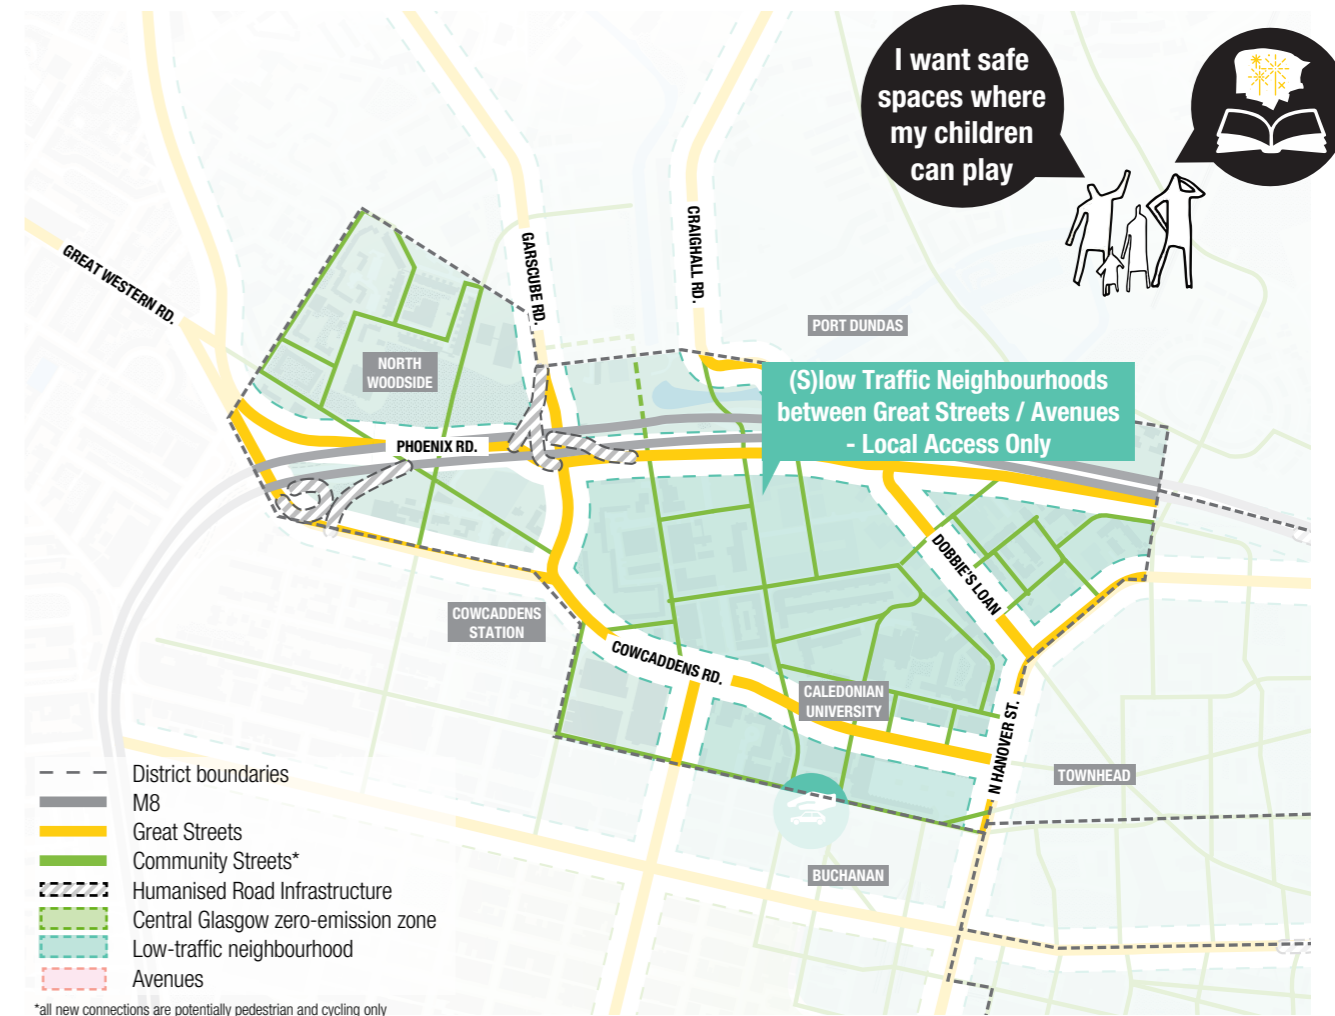 I want safe
spaces where
my children
can play
GREAT WESTERN RD.
GARSCUBE RD.
CRAIGHALL RD.
PORT DUNDAS
NORTH
WOODSIDE
(S)low Traffic Neighbourhoods
between Great Streets / Avenues
- Local Access Only
PHOENIX RD.
DOBBIE'S LOAN
COWCADDENS
STATION
COWCADDENS RD.
CALEDONIAN
UNIVERSITY
N HANOVER ST.
TOWNHEAD
BUCHANAN
District boundaries
M8
Great Streets
Community Streets*
Humanised Road Infrastructure
Central Glasgow zero-emission zone
Low-traffic neighbourhood
Avenues
*all new connections are potentially pedestrian and cycling only